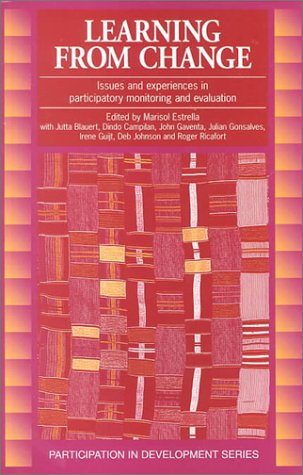 LEARNING
FROM CHANGE
Issues and experiences in
participatory monitoring and evaluation
Edited by Marisol Estrella
with Jutta Blauert, Dindo Campilan, John Gaventa, Julian Gonsalves,
Irene Guijt, Deb Johnson and Roger Ricafort
PARTICIPATION IN DEVELOPMENT SERIES